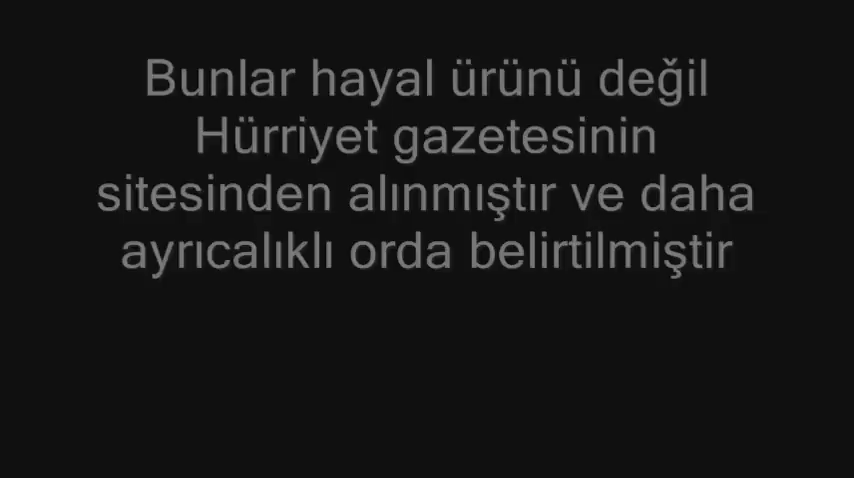 Bunlar hayal ürünü değil
Hürriyet gazetesinin
sitesinden alınmıştır ve daha
ayrıcalıklı orda belirtilmiştir